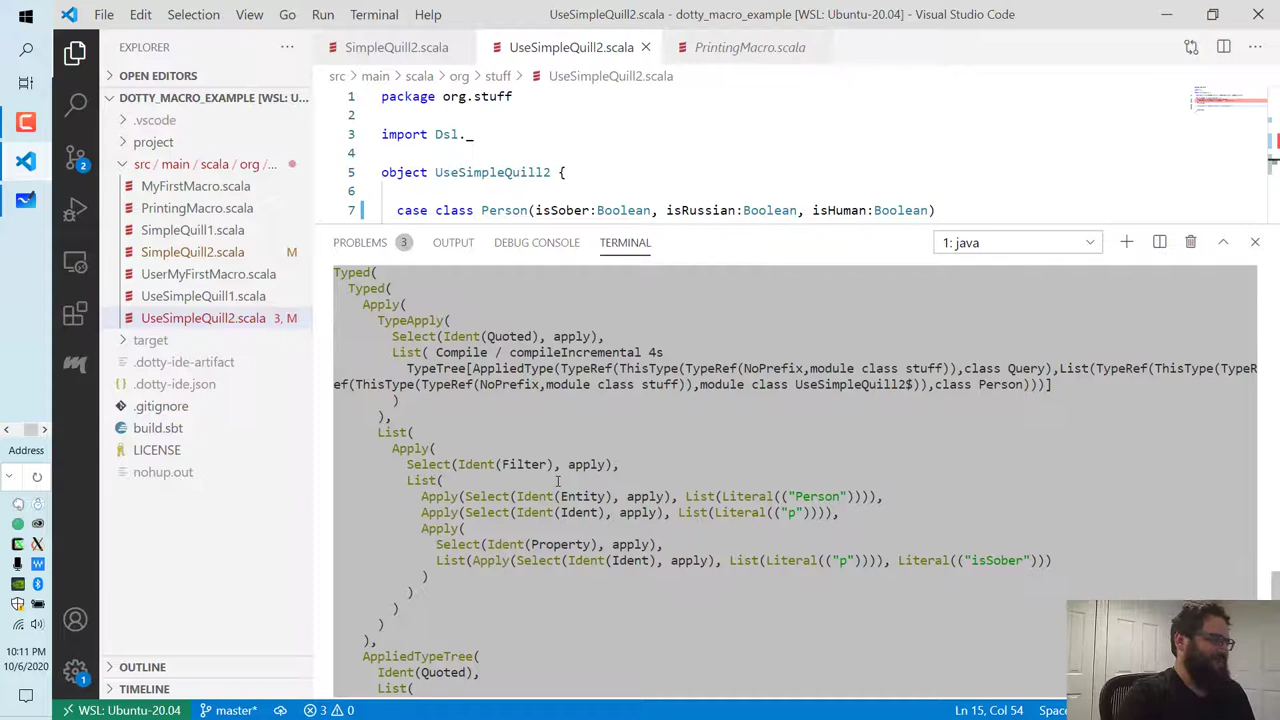 File Edit Selection View Go Run Terminal Help
UseSimpleQuill2.scala - dotty_macro_example [WSL: Ubuntu-20.04] - Visual Studio Code
EXPLORER
SimpleQuill2.scala
UseSimpleQuill2.scala
PrintingMacro.scala
OPEN EDITORS
src > main > scala > org > stuff > UseSimpleQuill2.scala
DOTTY_MACRO_EXAMPLE [WSL: U...
.vscode
project
src / main / scala / org /...
MyFirstMacro.scala
PrintingMacro.scala
SimpleQuill1.scala
SimpleQuill2.scala M
UserMyFirstMacro.scala
UseSimpleQuill1.scala
UseSimpleQuill2.scala 3, M
target
.dotty-ide-artifact
.dotty-ide.json
.gitignore
build.sbt
LICENSE
nohup.out
OUTLINE
TIMELINE
1 package org.stuff
2
3 import Dsl._
4
5 object UseSimpleQuill2 {
6
7 case class Person(isSober:Boolean, isRussian:Boolean, isHuman:Boolean)
PROBLEMS 3 OUTPUT DEBUG CONSOLE TERMINAL 1: java
Typed(
Typed(
Apply(
TypeApply(
Select(Ident(Quoted), apply),
List( Compile / compileIncremental 4s
TypeTree[AppliedType(TypeRef(ThisType(TypeRef(NoPrefix,module class stuff)),class Query),List(TypeRef(ThisType(TypeR
ef(ThisType(TypeRef(NoPrefix,module class stuff)),module class UseSimpleQuill2$)),class Person)))]
)
),
List(
Apply(
Select(Ident(Filter), apply),
List(
Apply(Select(Ident(Entity), apply), List(Literal(("Person")))),
Apply(Select(Ident(Ident), apply), List(Literal(("p")))),
Apply(
Select(Ident(Property), apply),
List(Apply(Select(Ident(Ident), apply), List(Literal(("p")))), Literal(("isSober")))
)
)
)
)
),
AppliedTypeTree(
Ident(Quoted),
List(
Address
10:11 PM
10/6/2020
2
1
WSL: Ubuntu-20.04 master* 3 0
Ln 15, Col 54